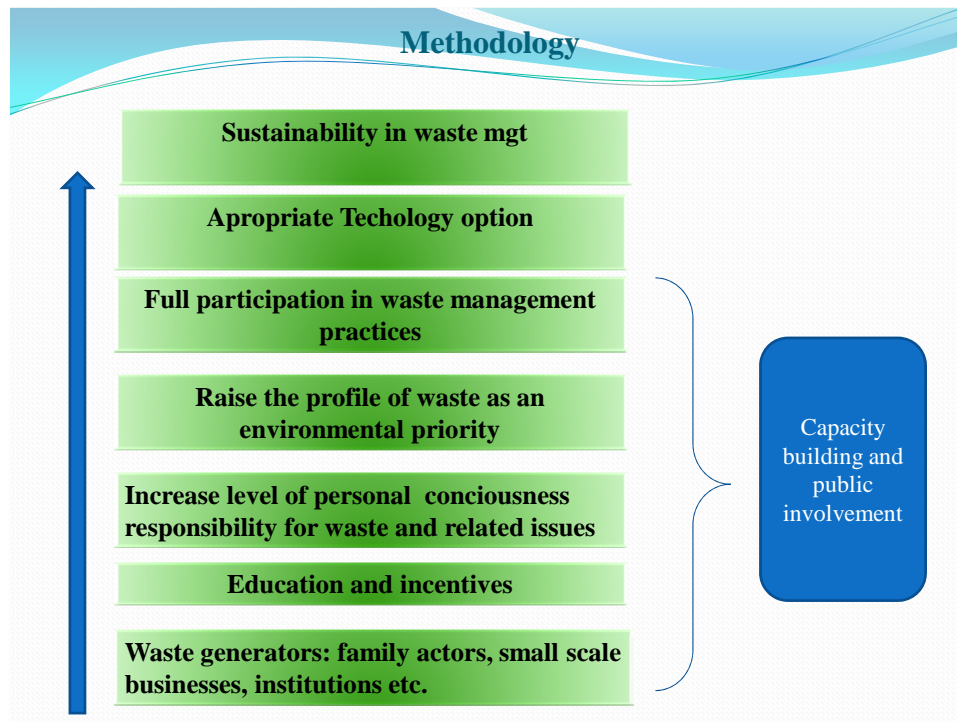 Methodology
Sustainability in waste mgt
Apropriate Techology option
Full participation in waste management
practices
Raise the profile of waste as an
environmental priority
Increase level of personal  conciousness
responsibility for waste and related issues
Education and incentives
Waste generators: family actors, small scale
businesses, institutions etc.
Capacity
building and
public
involvement